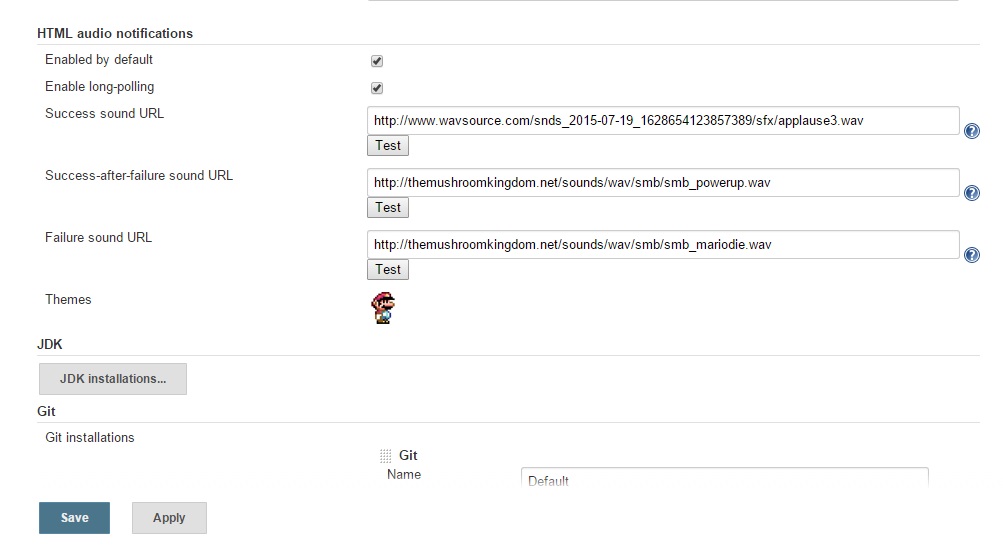 HTML audio notifications
Enabled by default
Enable long-polling
Success sound URL
http://www.wavsource.com/snds_2015-07-19_1628654123857389/sfx/applause3.wav
Test
Success-after-failure sound URL
http://themushroomkingdom.net/sounds/wav/smb/smb_powerup.wav
Test
Failure sound URL
http://themushroomkingdom.net/sounds/wav/smb/smb_mariodie.wav
Test
Themes
JDK
JDK installations...
Git
Git installations
Git
Name
Default
Save
Apply